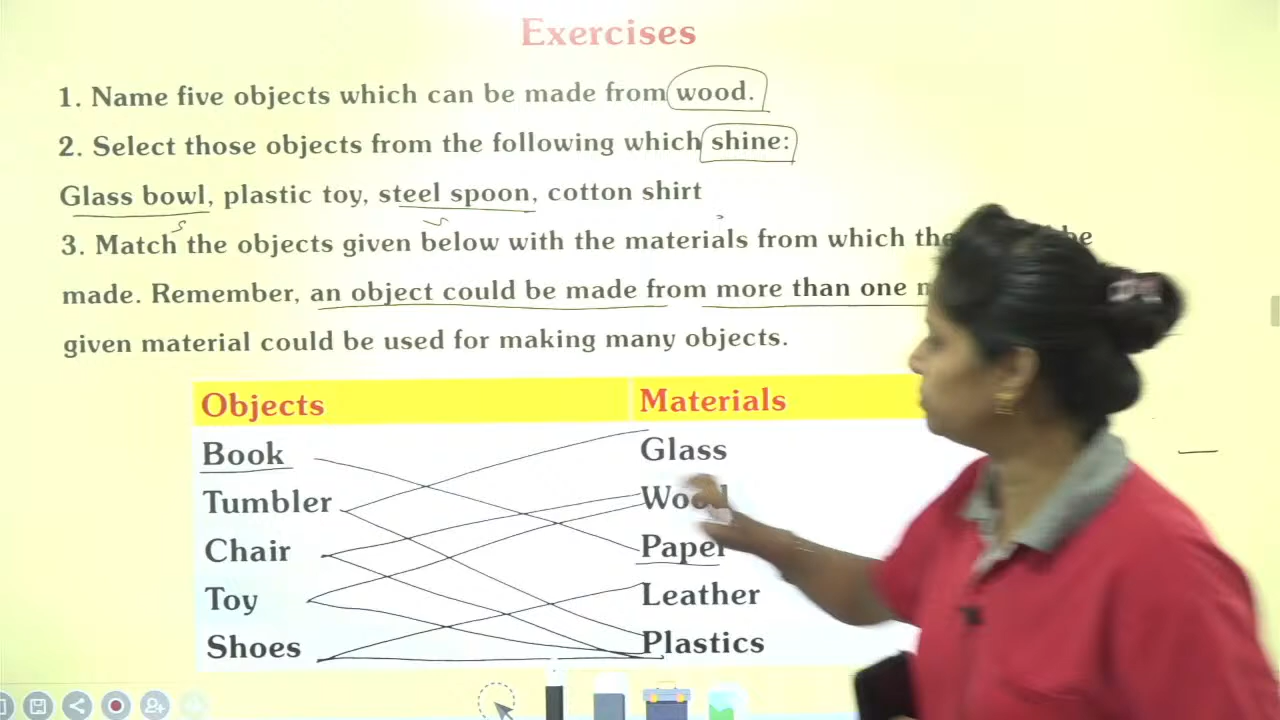 Exercises
1. Name five objects which can be made from wood.
2. Select those objects from the following which shine:
Glass bowl, plastic toy, steel spoon, cotton shirt
3. Match the objects given below with the materials from which be
made. Remember, an object could be made from more than one
given material could be used for making many objects.
Objects Materials
Book Glass
Tumbler Wood
Chair Paper
Toy Leather
Shoes Plastics